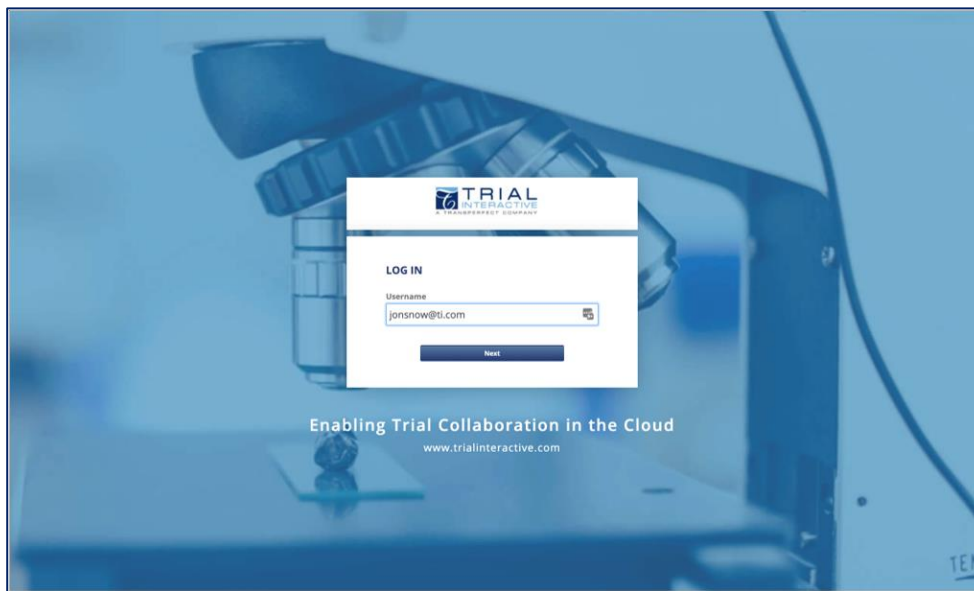 TRIAL
INTERACTIVE
A TRANSPERFECT COMPANY
LOG IN
Username
jonsnow@ti.com
Next
Enabling Trial Collaboration in the Cloud
www.trialinteractive.com